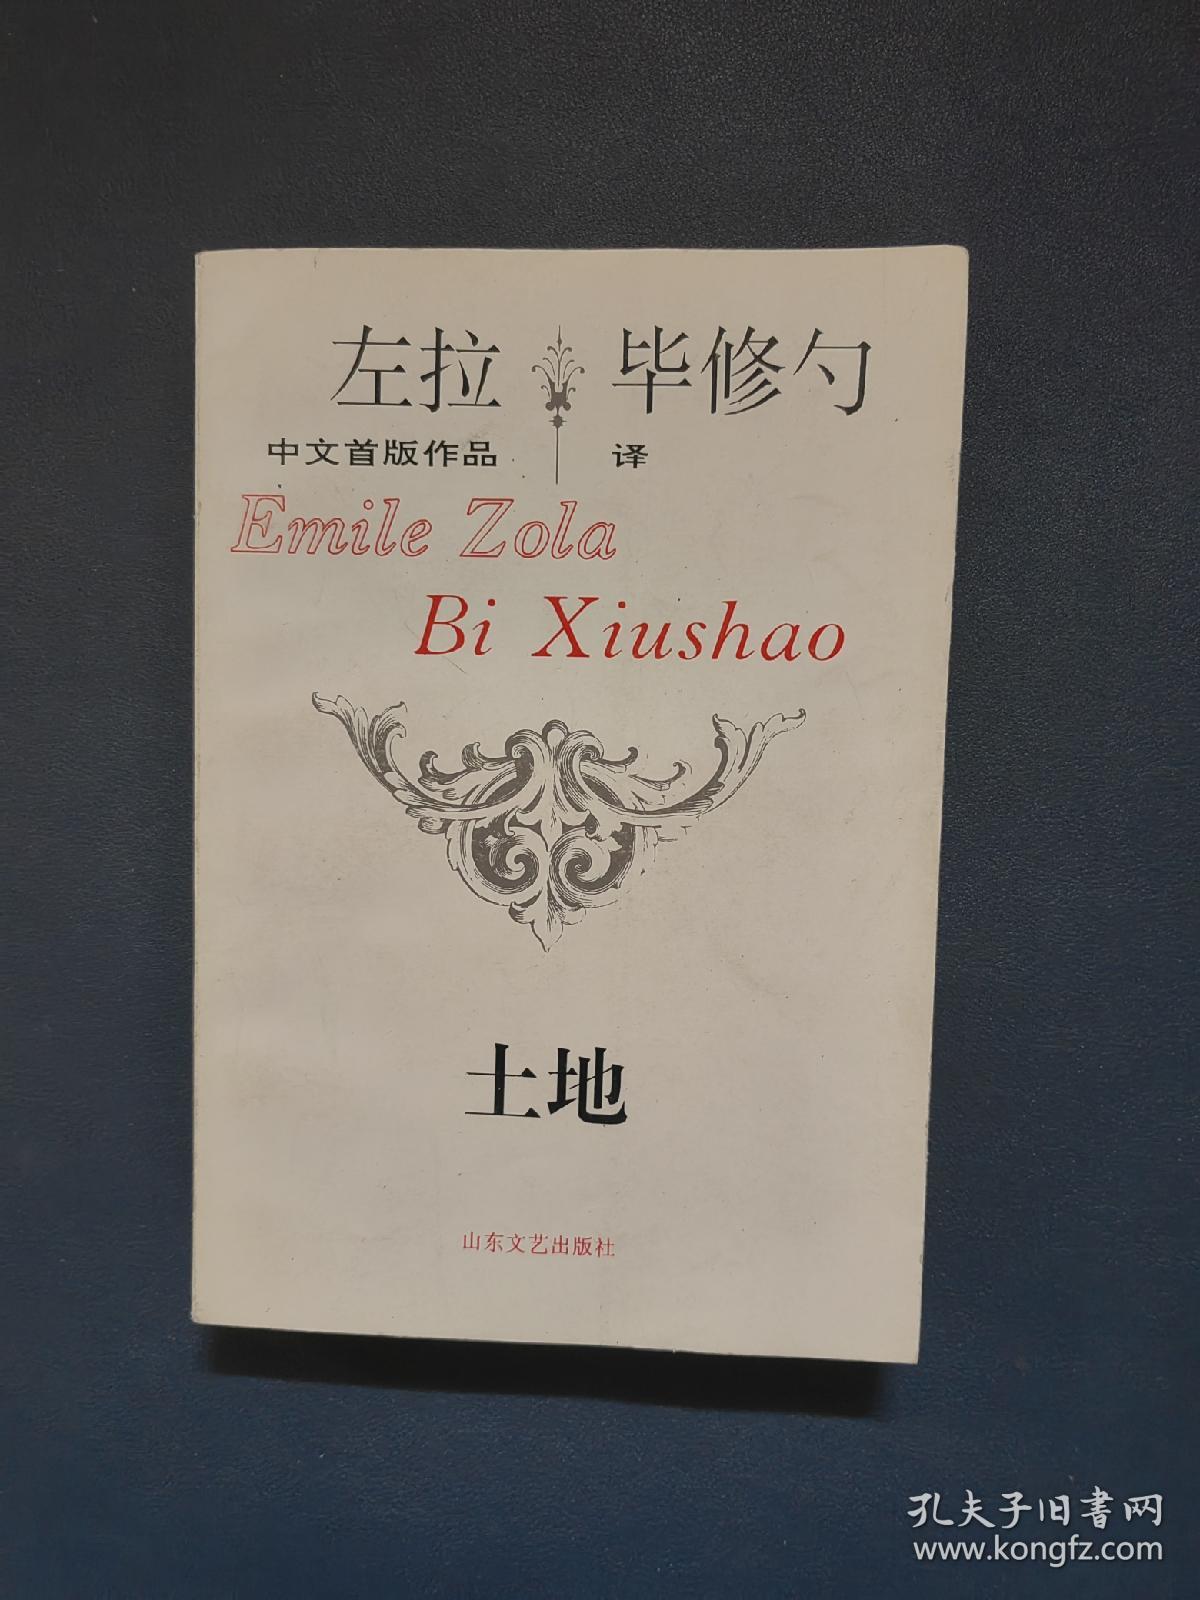 左拉 毕修勺
中文首版作品 译
Emile Zola
Bi Xiushao
土地
山东文艺出版社
孔夫子旧书网
www.kongfz.com